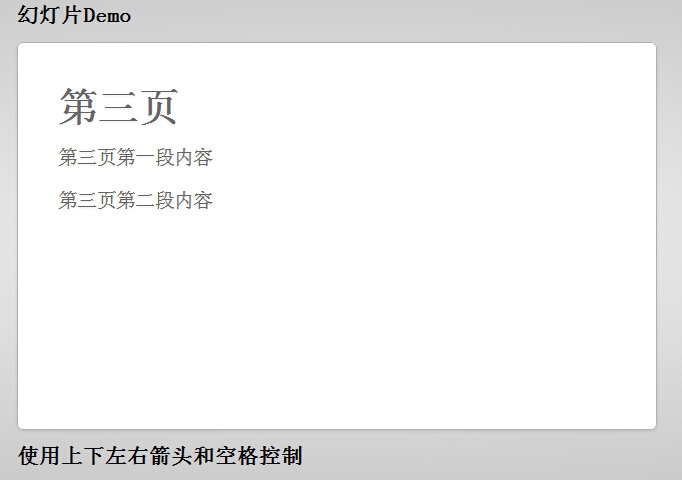 幻灯片Demo
第三页
第三页第一段内容
第三页第二段内容
使用上下左右箭头和空格控制